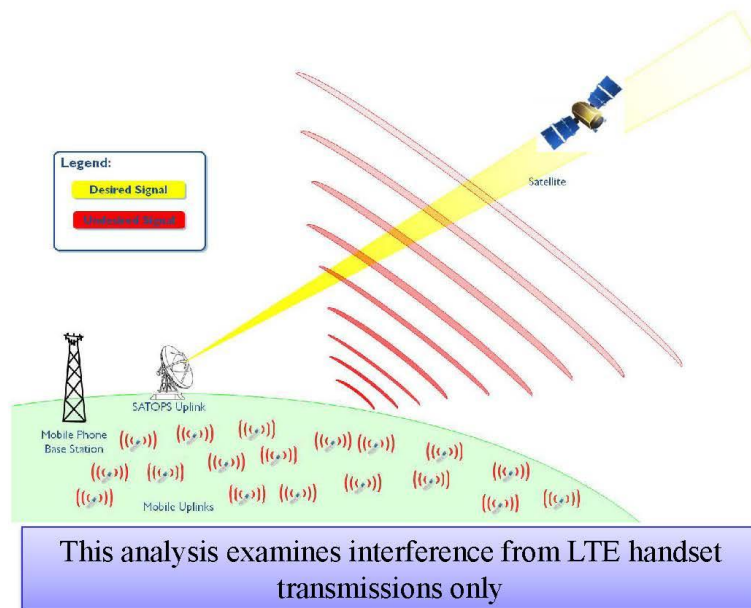 Legend:
Desired Signal
Undesired Signal
Satellite
SATOPS Uplink
Mobile Phone
Base Station
Mobile Uplinks
This analysis examines interference from LTE handset
transmissions only